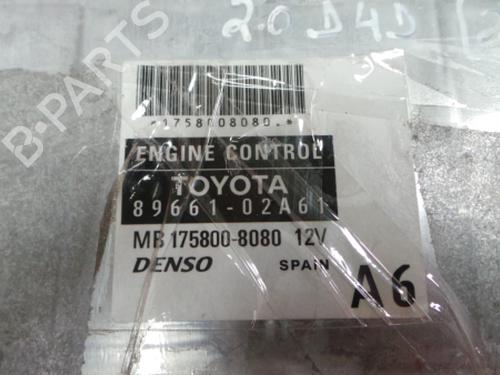 2.0 D4D
B-PARTS
*1758008080.*
ENGINE CONTROL
TOYOTA
89661-02A61
MB 175800-8080 12V
DENSO SPAIN
A6